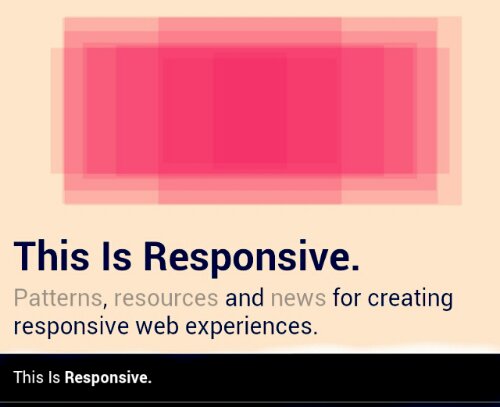 This Is Responsive.
Patterns, resources and news for creating
responsive web experiences.
This Is Responsive.